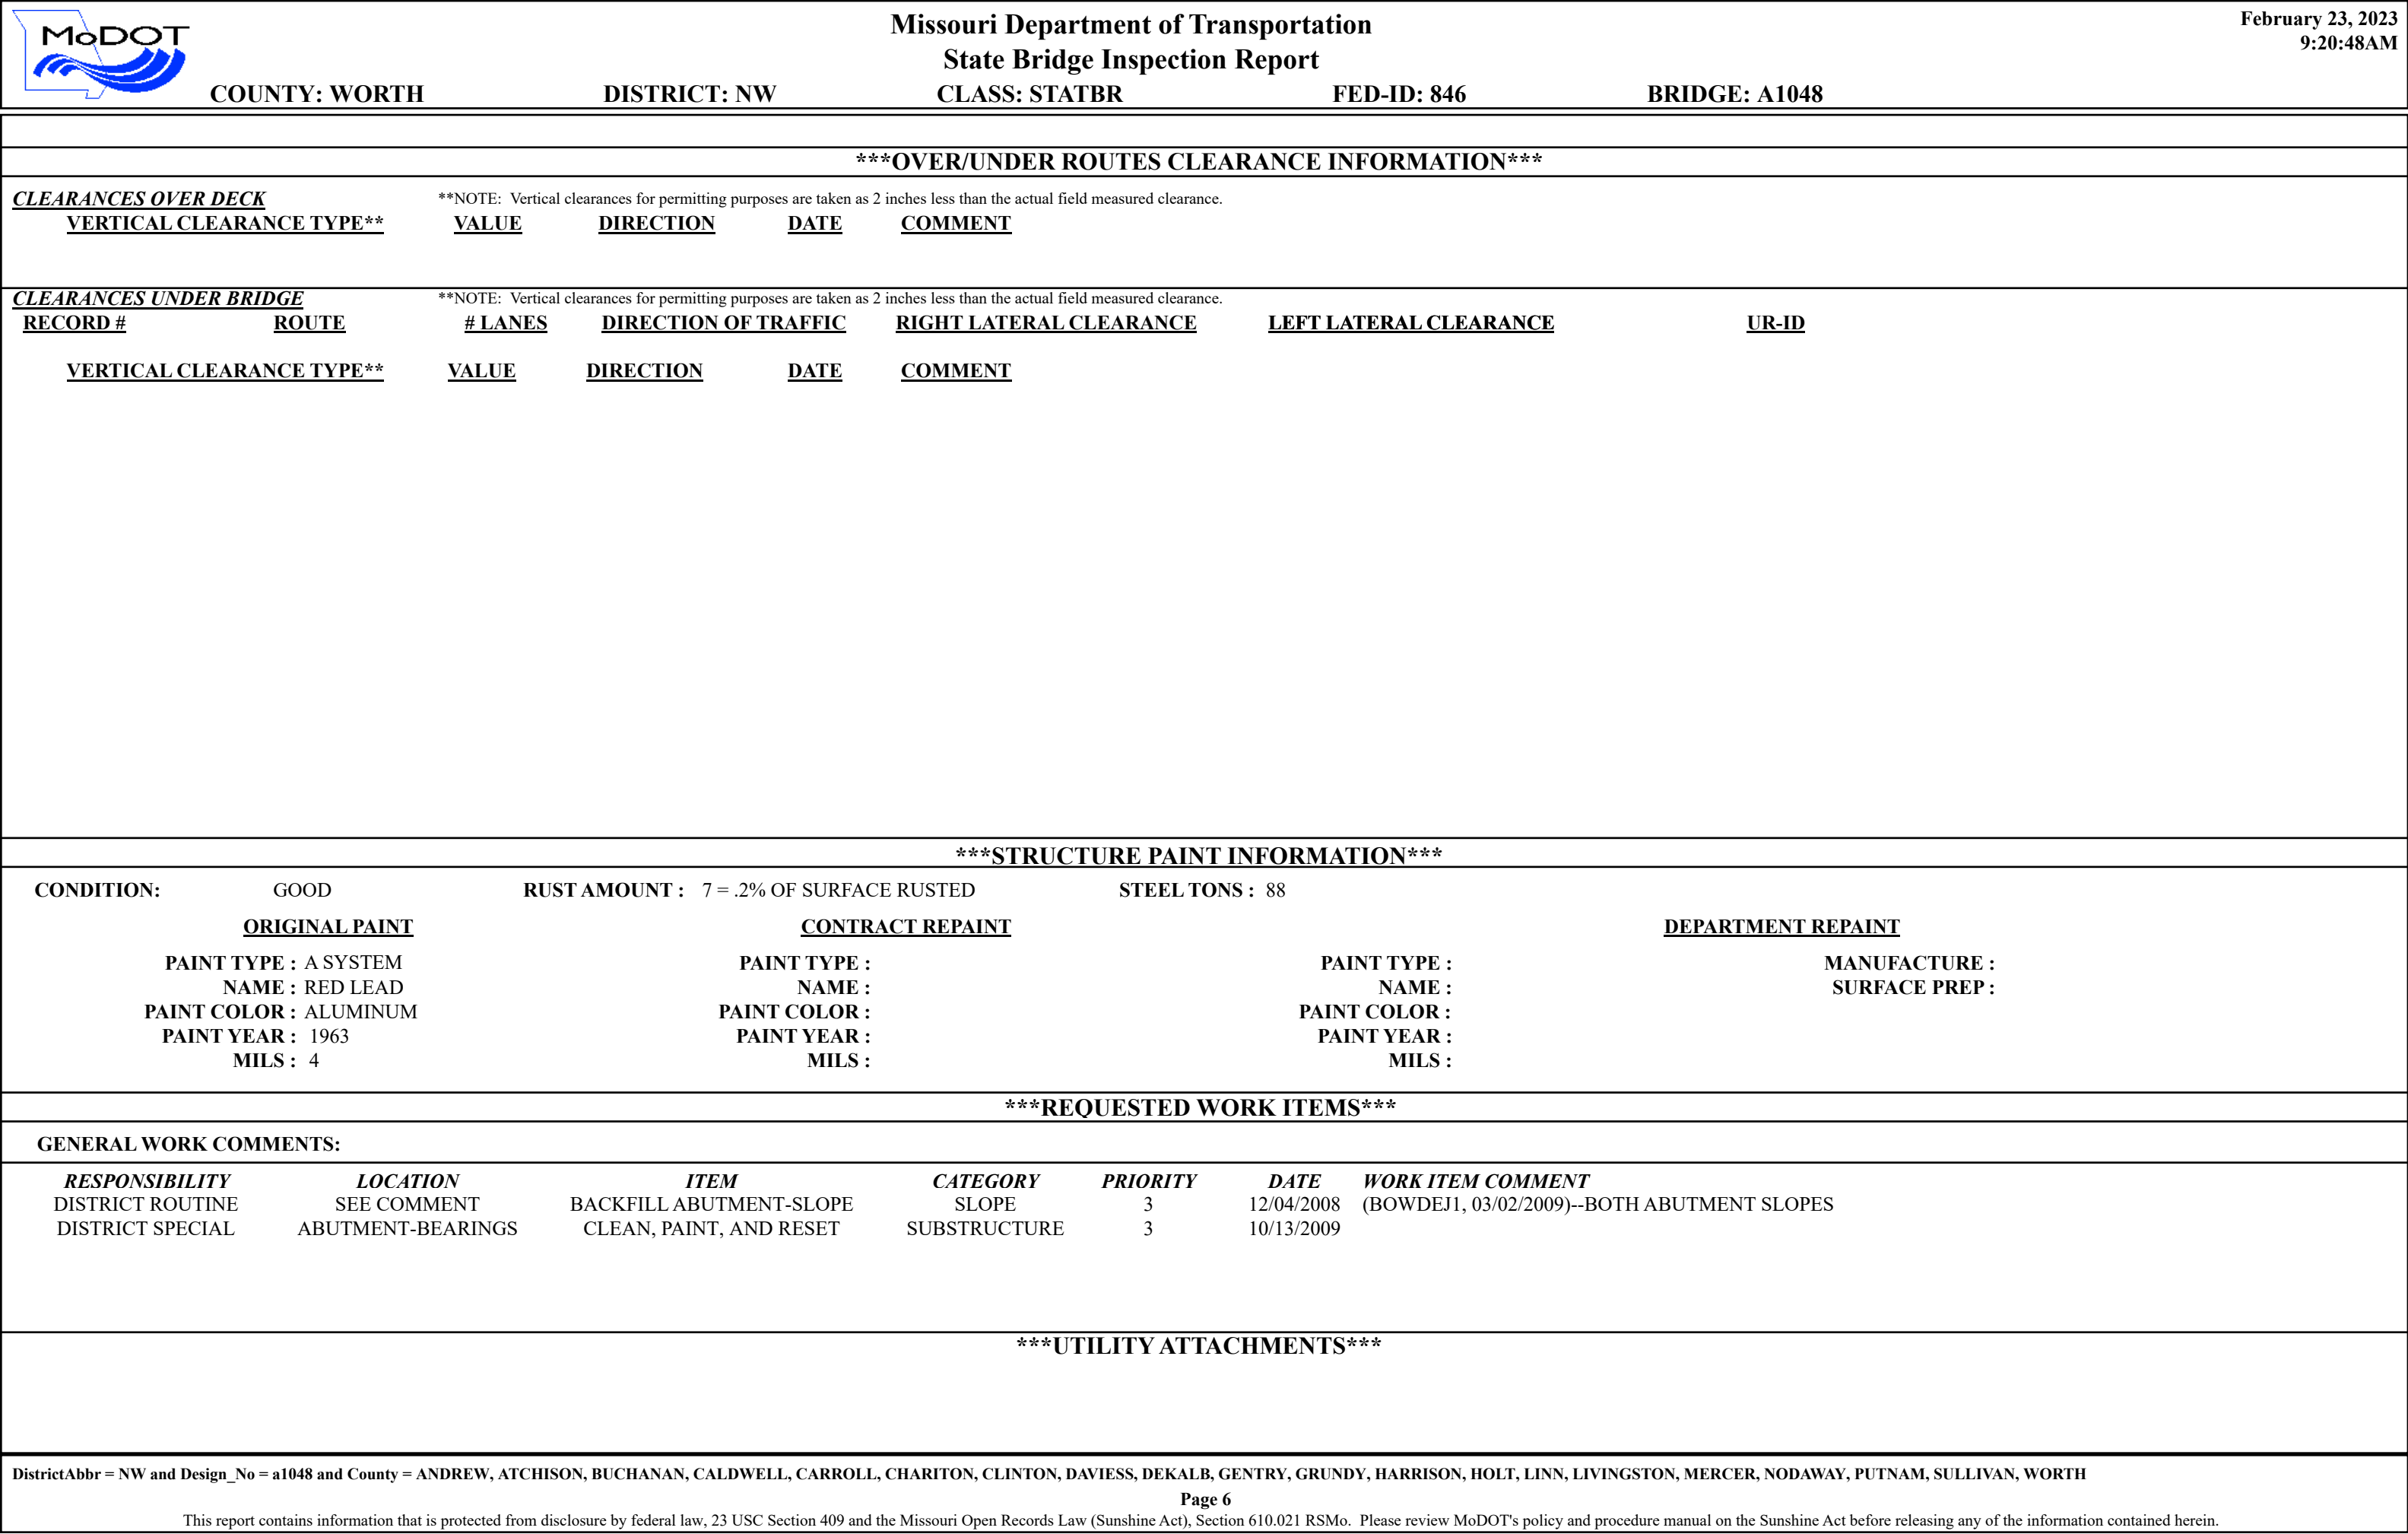 MoDOT
Missouri Department of Transportation
State Bridge Inspection Report
February 23, 2023
9:20:48AM
COUNTY: WORTH DISTRICT: NW CLASS: STATBR FED-ID: 846 BRIDGE: A1048
***OVER/UNDER ROUTES CLEARANCE INFORMATION***
CLEARANCES OVER DECK **NOTE: Vertical clearances for permitting purposes are taken as 2 inches less than the actual field measured clearance.
VERTICAL CLEARANCE TYPE** VALUE DIRECTION DATE COMMENT
CLEARANCES UNDER BRIDGE **NOTE: Vertical clearances for permitting purposes are taken as 2 inches less than the actual field measured clearance.
RECORD # ROUTE # LANES DIRECTION OF TRAFFIC RIGHT LATERAL CLEARANCE LEFT LATERAL CLEARANCE UR-ID
VERTICAL CLEARANCE TYPE** VALUE DIRECTION DATE COMMENT
***STRUCTURE PAINT INFORMATION***
CONDITION: GOOD RUST AMOUNT : 7 = .2% OF SURFACE RUSTED STEEL TONS : 88
ORIGINAL PAINT CONTRACT REPAINT DEPARTMENT REPAINT
PAINT TYPE : A SYSTEM PAINT TYPE : PAINT TYPE : MANUFACTURE :
NAME : RED LEAD NAME : NAME : SURFACE PREP :
PAINT COLOR : ALUMINUM PAINT COLOR : PAINT COLOR :
PAINT YEAR : 1963 PAINT YEAR : PAINT YEAR :
MILS : 4 MILS : MILS :
***REQUESTED WORK ITEMS***
GENERAL WORK COMMENTS:
RESPONSIBILITY LOCATION ITEM CATEGORY PRIORITY DATE WORK ITEM COMMENT
DISTRICT ROUTINE SEE COMMENT BACKFILL ABUTMENT-SLOPE SLOPE 3 12/04/2008 (BOWDEJ1, 03/02/2009)--BOTH ABUTMENT SLOPES
DISTRICT SPECIAL ABUTMENT-BEARINGS CLEAN, PAINT, AND RESET SUBSTRUCTURE 3 10/13/2009
***UTILITY ATTACHMENTS***
DistrictAbbr = NW and Design_No = a1048 and County = ANDREW, ATCHISON, BUCHANAN, CALDWELL, CARROLL, CHARITON, CLINTON, DAVIESS, DEKALB, GENTRY, GRUNDY, HARRISON, HOLT, LINN, LIVINGSTON, MERCER, NODAWAY, PUTNAM, SULLIVAN, WORTH
Page 6
This report contains information that is protected from disclosure by federal law, 23 USC Section 409 and the Missouri Open Records Law (Sunshine Act), Section 610.021 RSMo. Please review MoDOT's policy and procedure manual on the Sunshine Act before releasing any of the information contained herein.